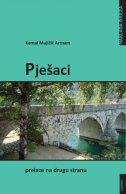 Kemal Mujičić Artnam
Pješaci
prelaze na drugu stranu